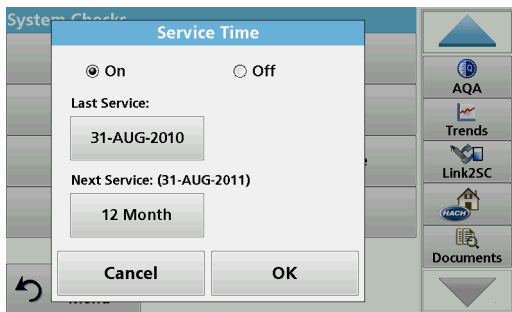 System Checks
Service Time
On
Off
Last Service:
31-AUG-2010
Next Service: (31-AUG-2011)
12 Month
Cancel
OK
Menu
AQA
Trends
Link2SC
HACH
Documents